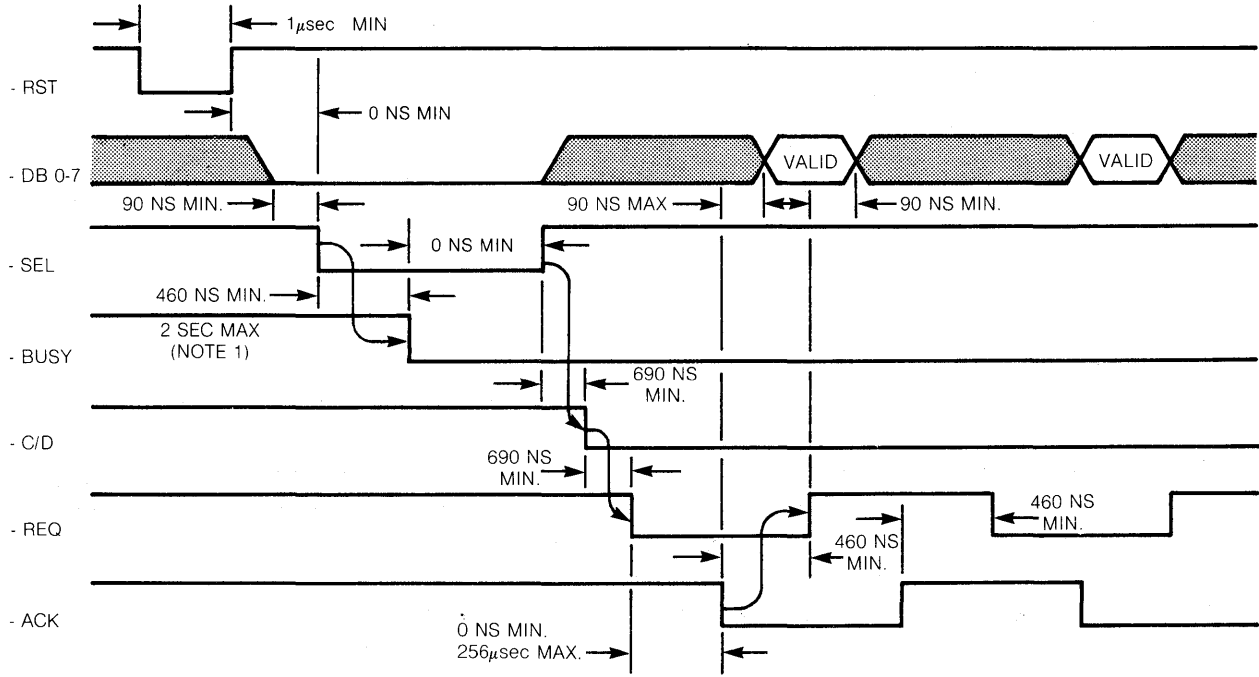 1μsec MIN
- RST
0 NS MIN
- DB 0-7
VALID
VALID
90 NS MIN.
90 NS MAX
90 NS MIN.
0 NS MIN
- SEL
460 NS MIN.
2 SEC MAX
(NOTE 1)
- BUSY
690 NS
MIN.
- C/D
690 NS
MIN.
460 NS
MIN.
- REQ
460 NS
MIN.
- ACK
0 NS MIN.
256μsec MAX.